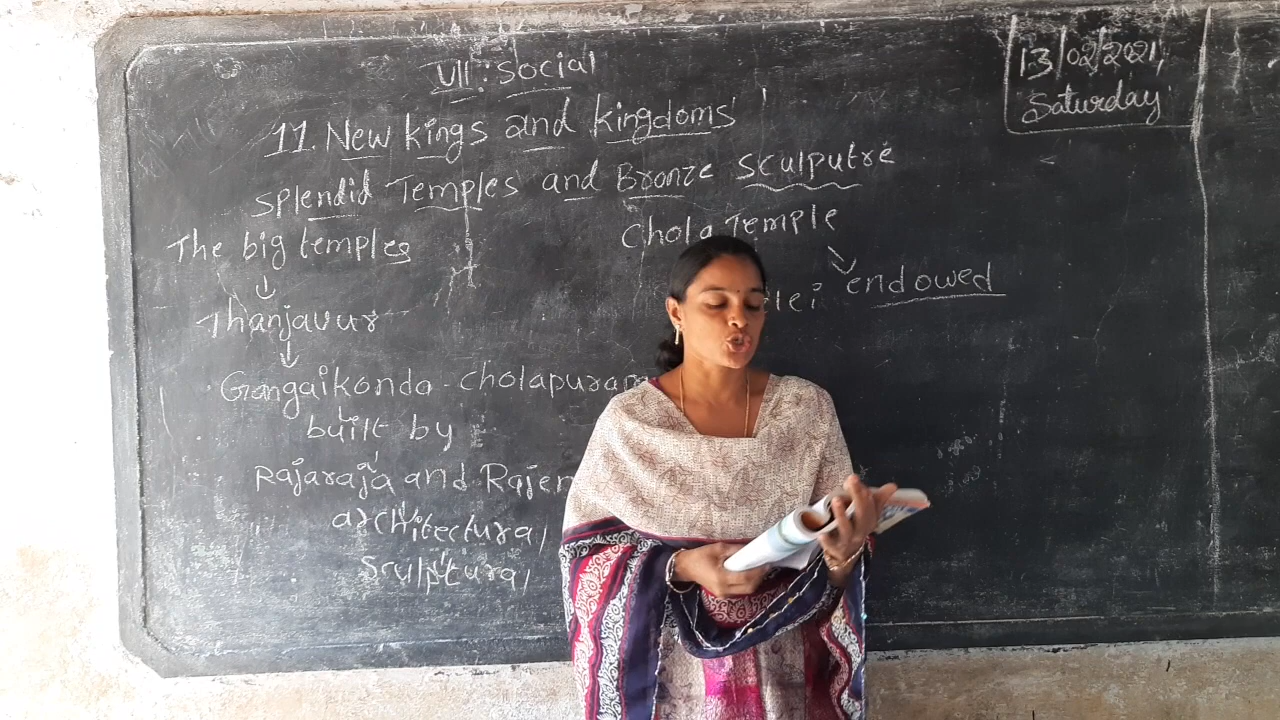 VII : Social
13/02/2021,
Saturday
11. New kings and kingdoms'
splendid Temples and Bronze sculputre
The big temples
Chola Temple
endowed
Thanjavur
Gangaikonda - cholapuram
built by
Rajaraja and Rajen
architectural
Sculptural